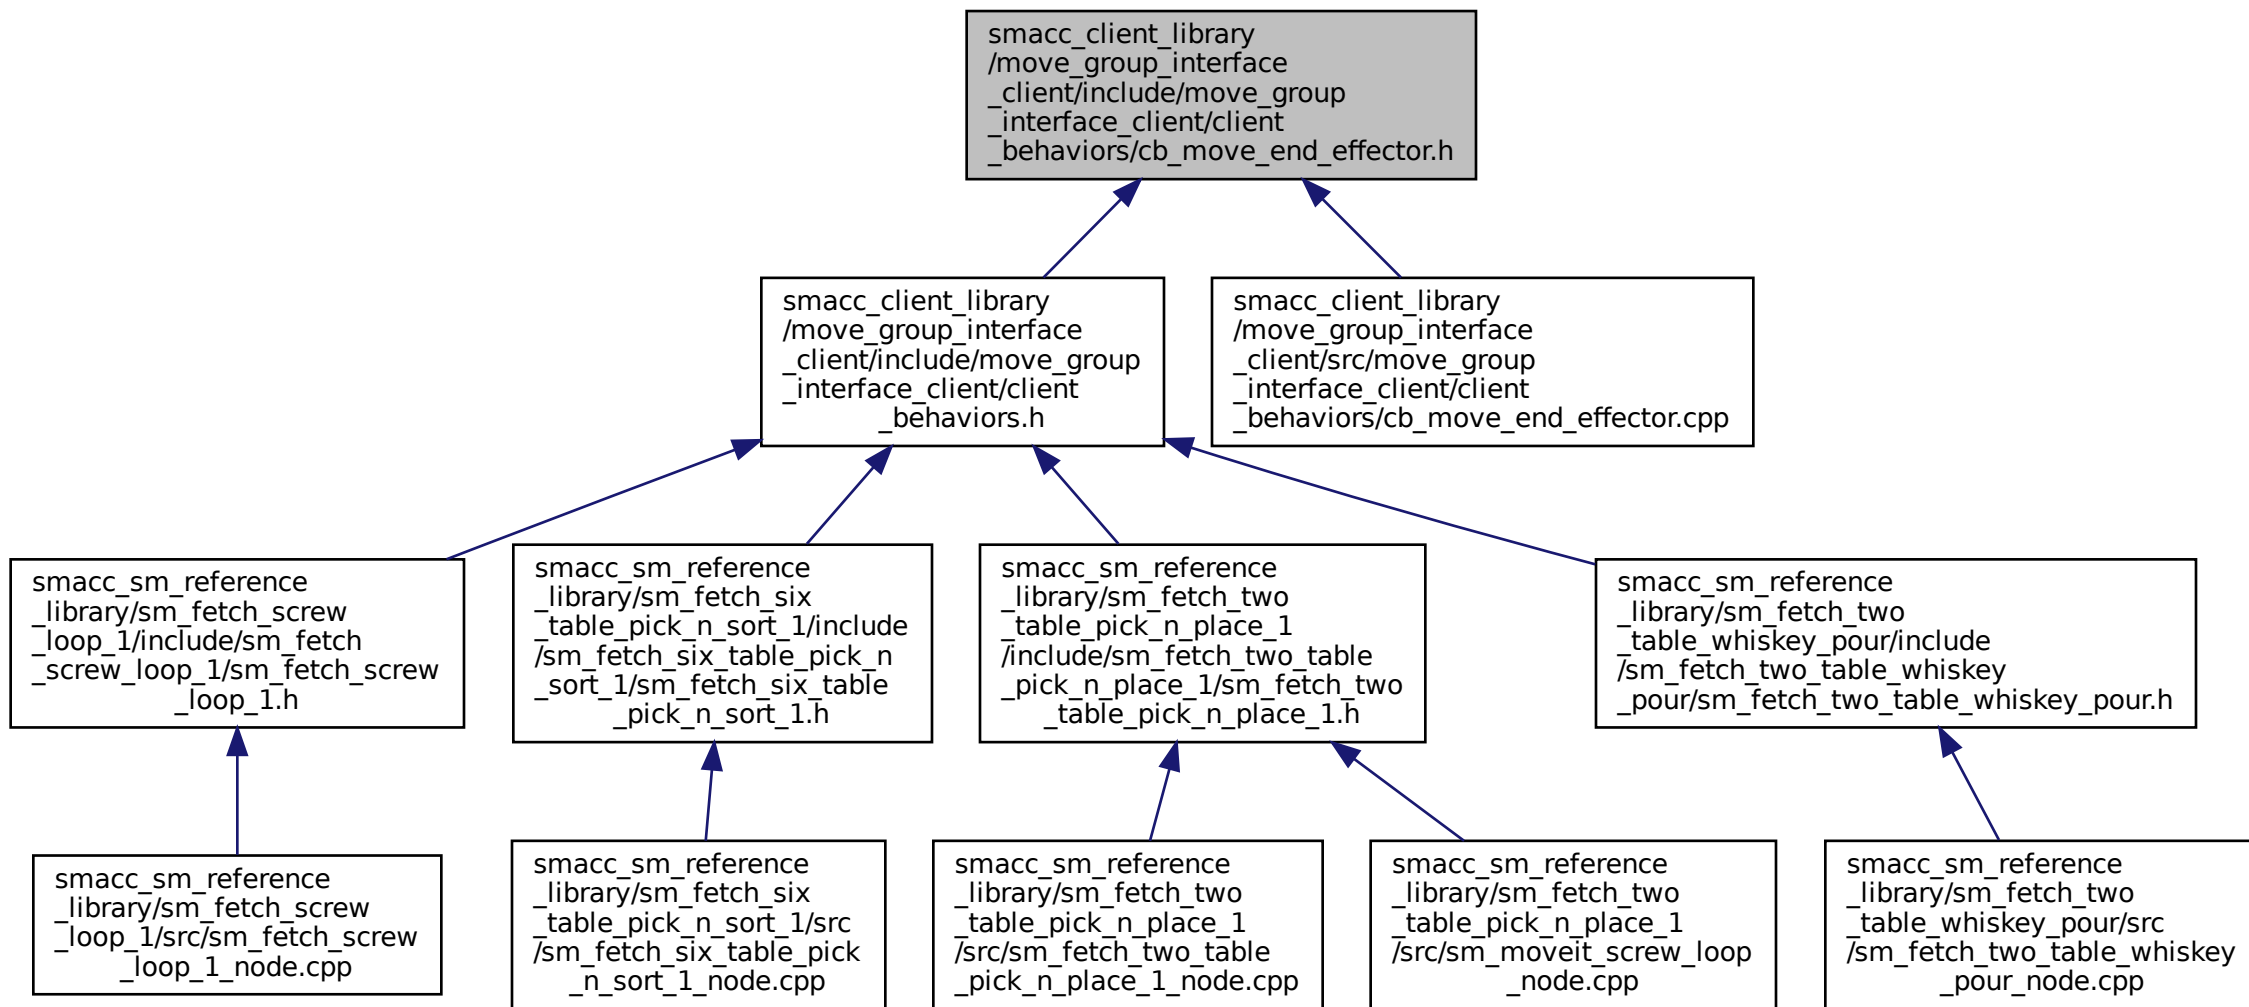 smacc_client_library
/move_group_interface
_client/include/move_group
_interface_client/client
_behaviors/cb_move_end_effector.h
smacc_client_library
/move_group_interface
_client/include/move_group
_interface_client/client
_behaviors.h
smacc_client_library
/move_group_interface
_client/src/move_group
_interface_client/client
_behaviors/cb_move_end_effector.cpp
smacc_sm_reference
_library/sm_fetch_screw
_loop_1/include/sm_fetch
_screw_loop_1/sm_fetch_screw
_loop_1.h
smacc_sm_reference
_library/sm_fetch_six
_table_pick_n_sort_1/include
/sm_fetch_six_table_pick_n
_sort_1/sm_fetch_six_table
_pick_n_sort_1.h
smacc_sm_reference
_library/sm_fetch_two
_table_pick_n_place_1
/include/sm_fetch_two_table
_pick_n_place_1/sm_fetch_two
_table_pick_n_place_1.h
smacc_sm_reference
_library/sm_fetch_two
_table_whiskey_pour/include
/sm_fetch_two_table_whiskey
_pour/sm_fetch_two_table_whiskey_pour.h
smacc_sm_reference
_library/sm_fetch_screw
_loop_1/src/sm_fetch_screw
_loop_1_node.cpp
smacc_sm_reference
_library/sm_fetch_six
_table_pick_n_sort_1/src
/sm_fetch_six_table_pick
_n_sort_1_node.cpp
smacc_sm_reference
_library/sm_fetch_two
_table_pick_n_place_1
/src/sm_fetch_two_table
_pick_n_place_1_node.cpp
smacc_sm_reference
_library/sm_fetch_two
_table_pick_n_place_1
/src/sm_moveit_screw_loop
_node.cpp
smacc_sm_reference
_library/sm_fetch_two
_table_whiskey_pour/src
/sm_fetch_two_table_whiskey
_pour_node.cpp